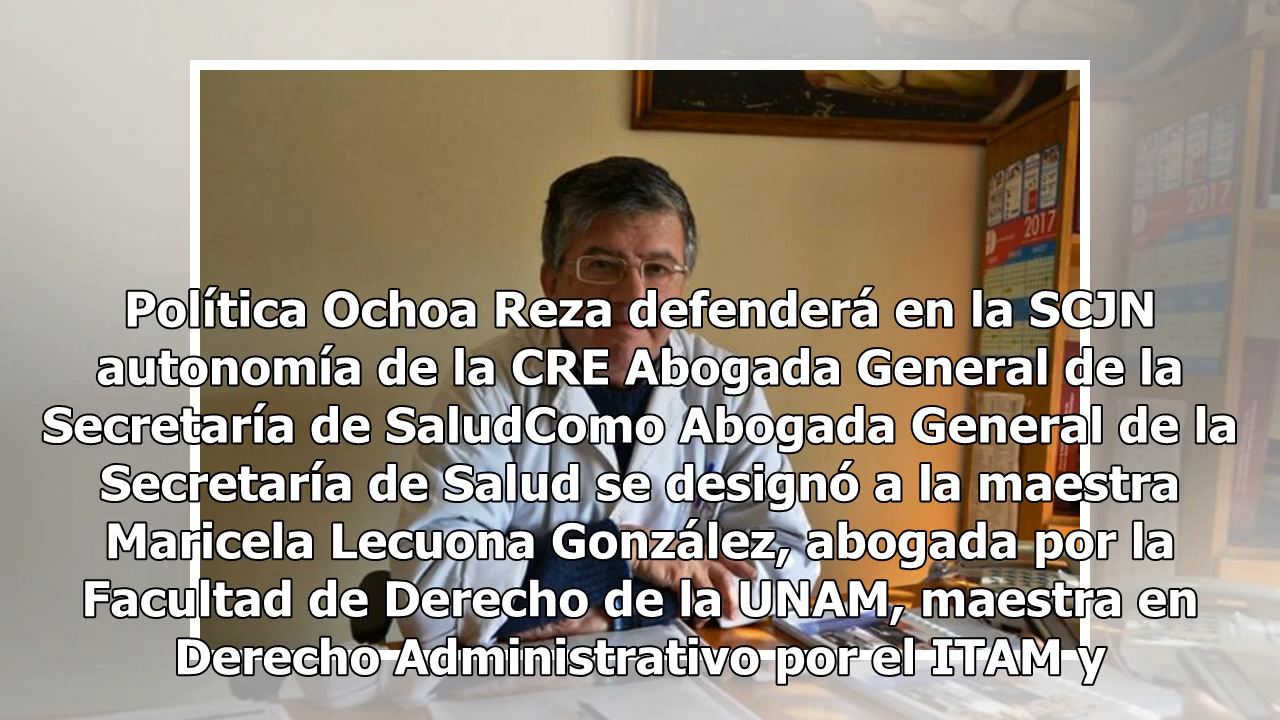 2017
2017
Política Ochoa Reza defenderá en la SCJN
autonomía de la CRE Abogada General de la
Secretaría de SaludComo Abogada General de la
Secretaría de Salud se designó a la maestra
Maricela Lecuona González, abogada por la
Facultad de Derecho de la UNAM, maestra en
Derecho Administrativo por el ITAM y